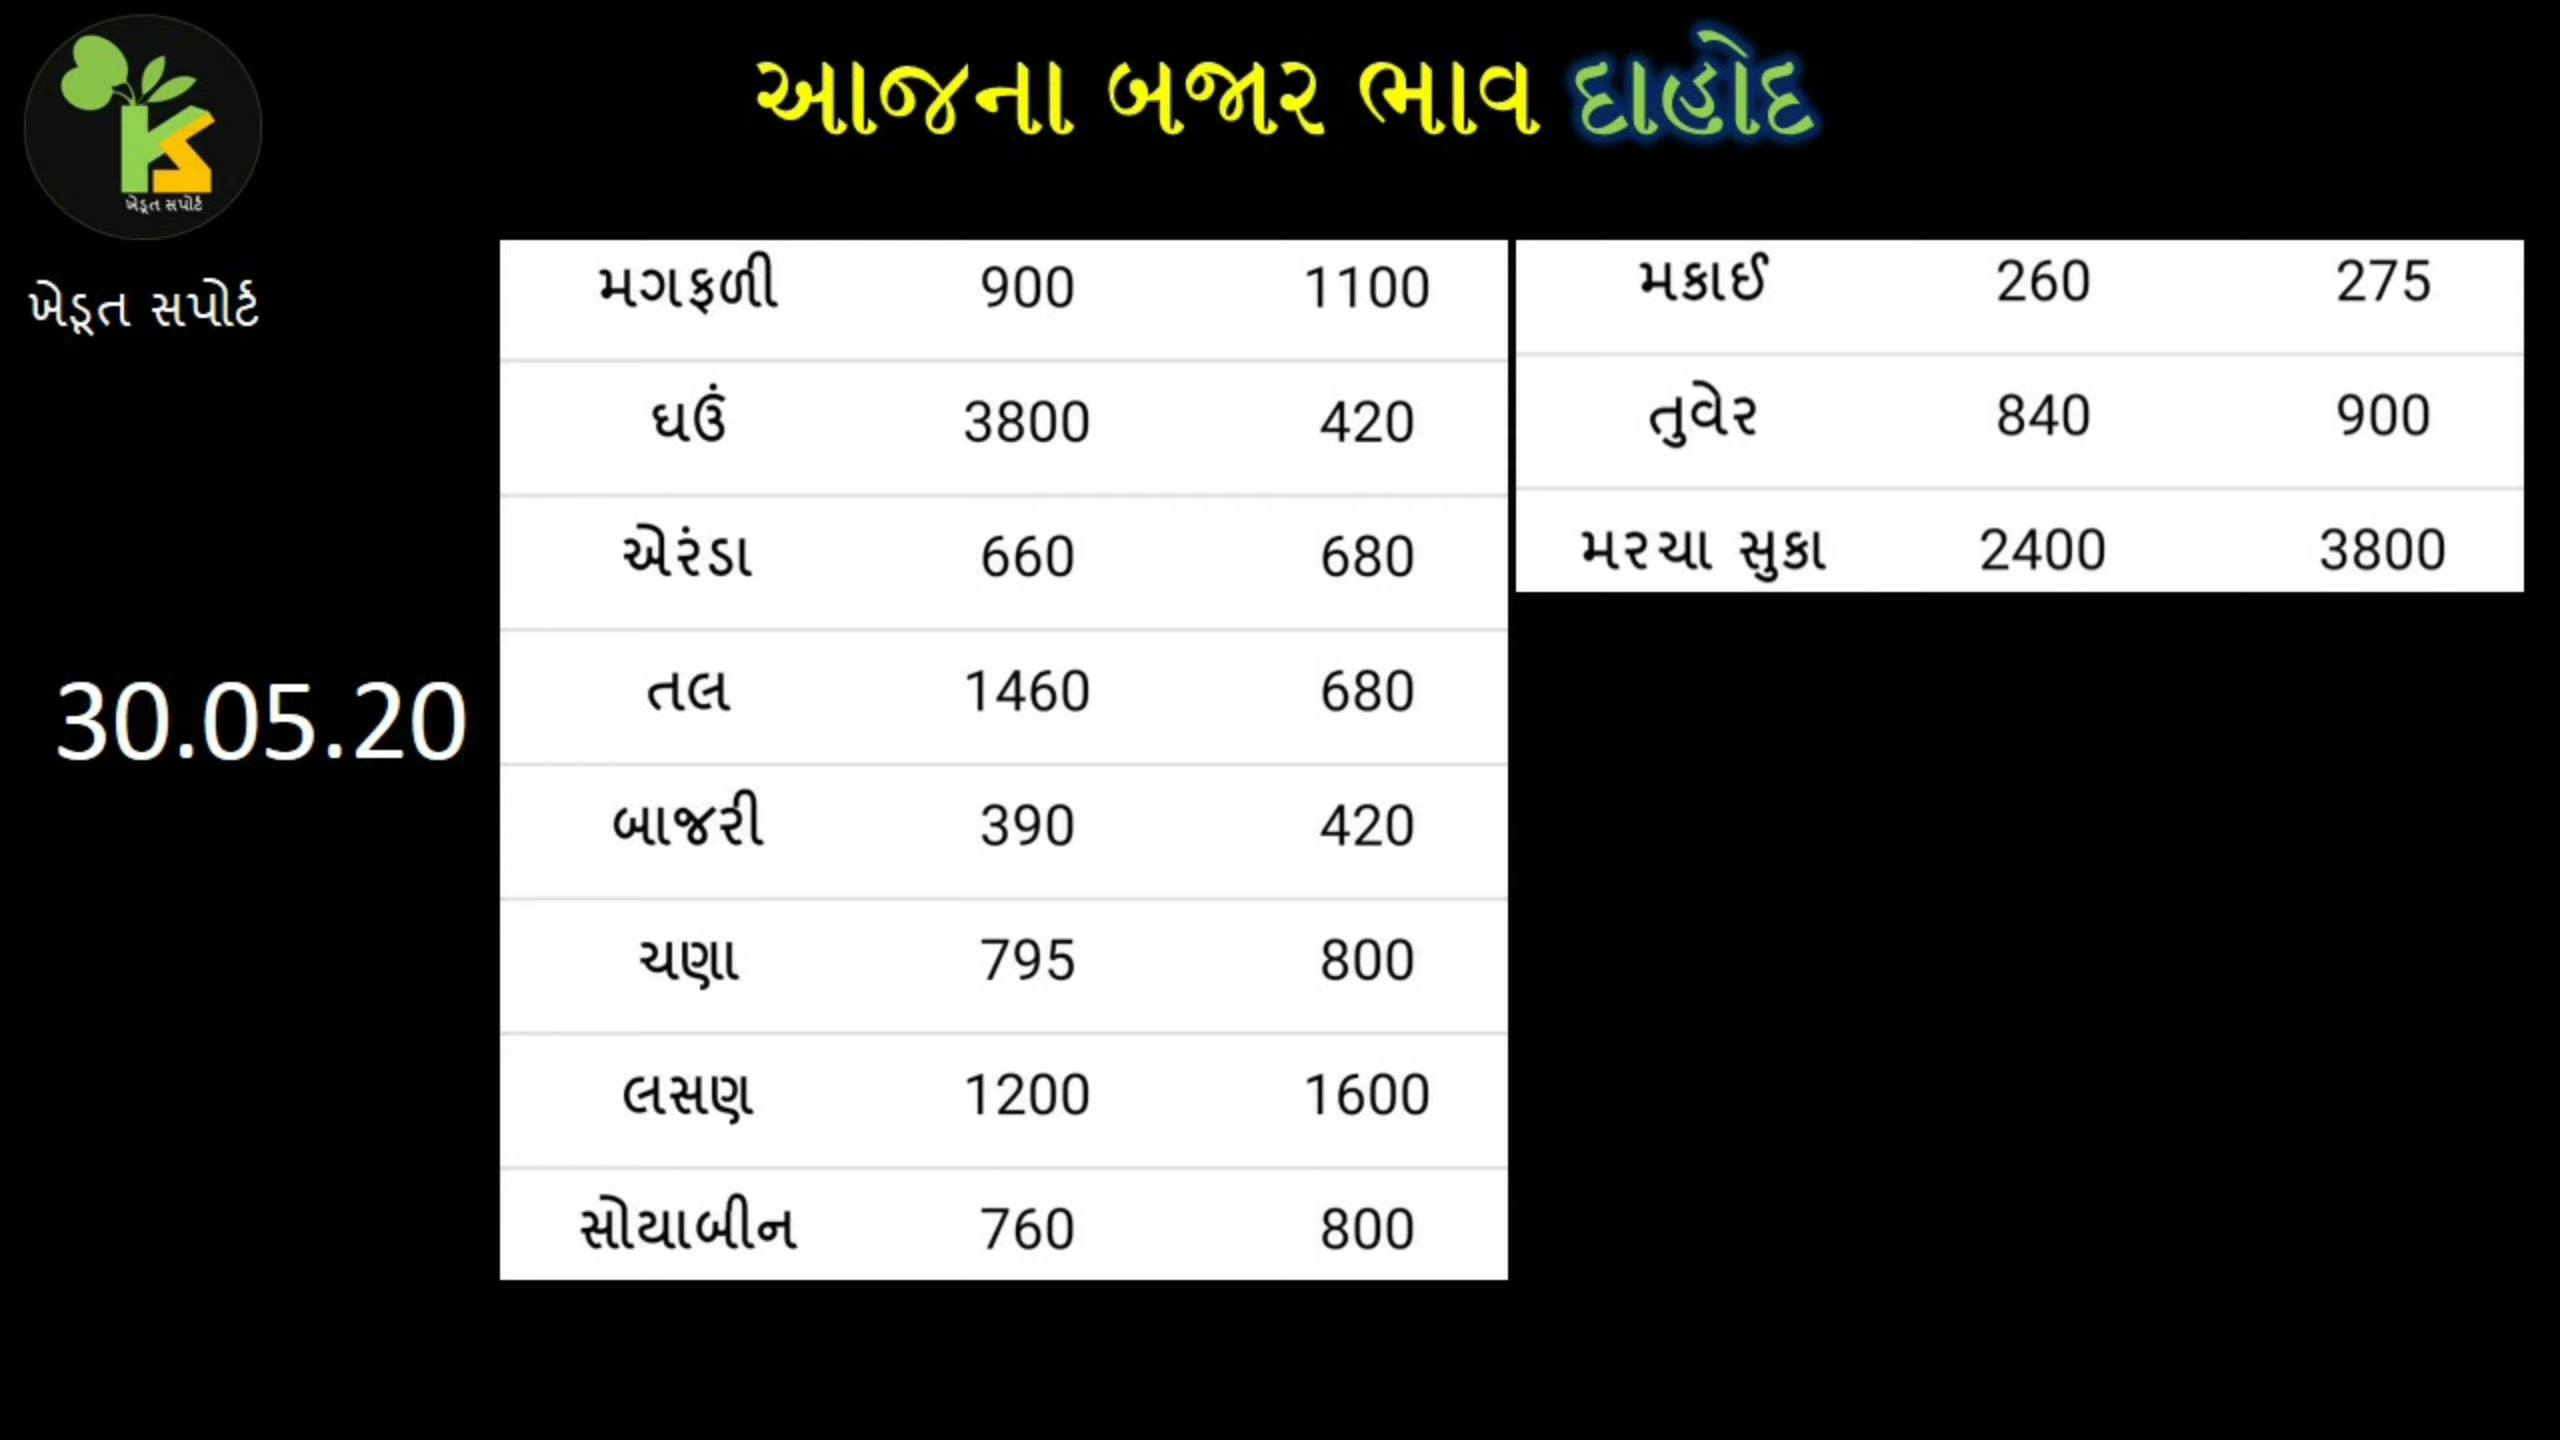 આજના બજાર ભાવ દાહોદ
ખેડૂત સપોર્ટ
ખેડૂત સપોર્ટ
30.05.20
મગફળી 900 1100
ઘઉં 3800 420
એરંડા 660 680
તલ 1460 680
બાજરી 390 420
ચણા 795 800
લસણ 1200 1600
સોયાબીન 760 800
મકાઈ 260 275
તુવેર 840 900
મરચા સુકા 2400 3800